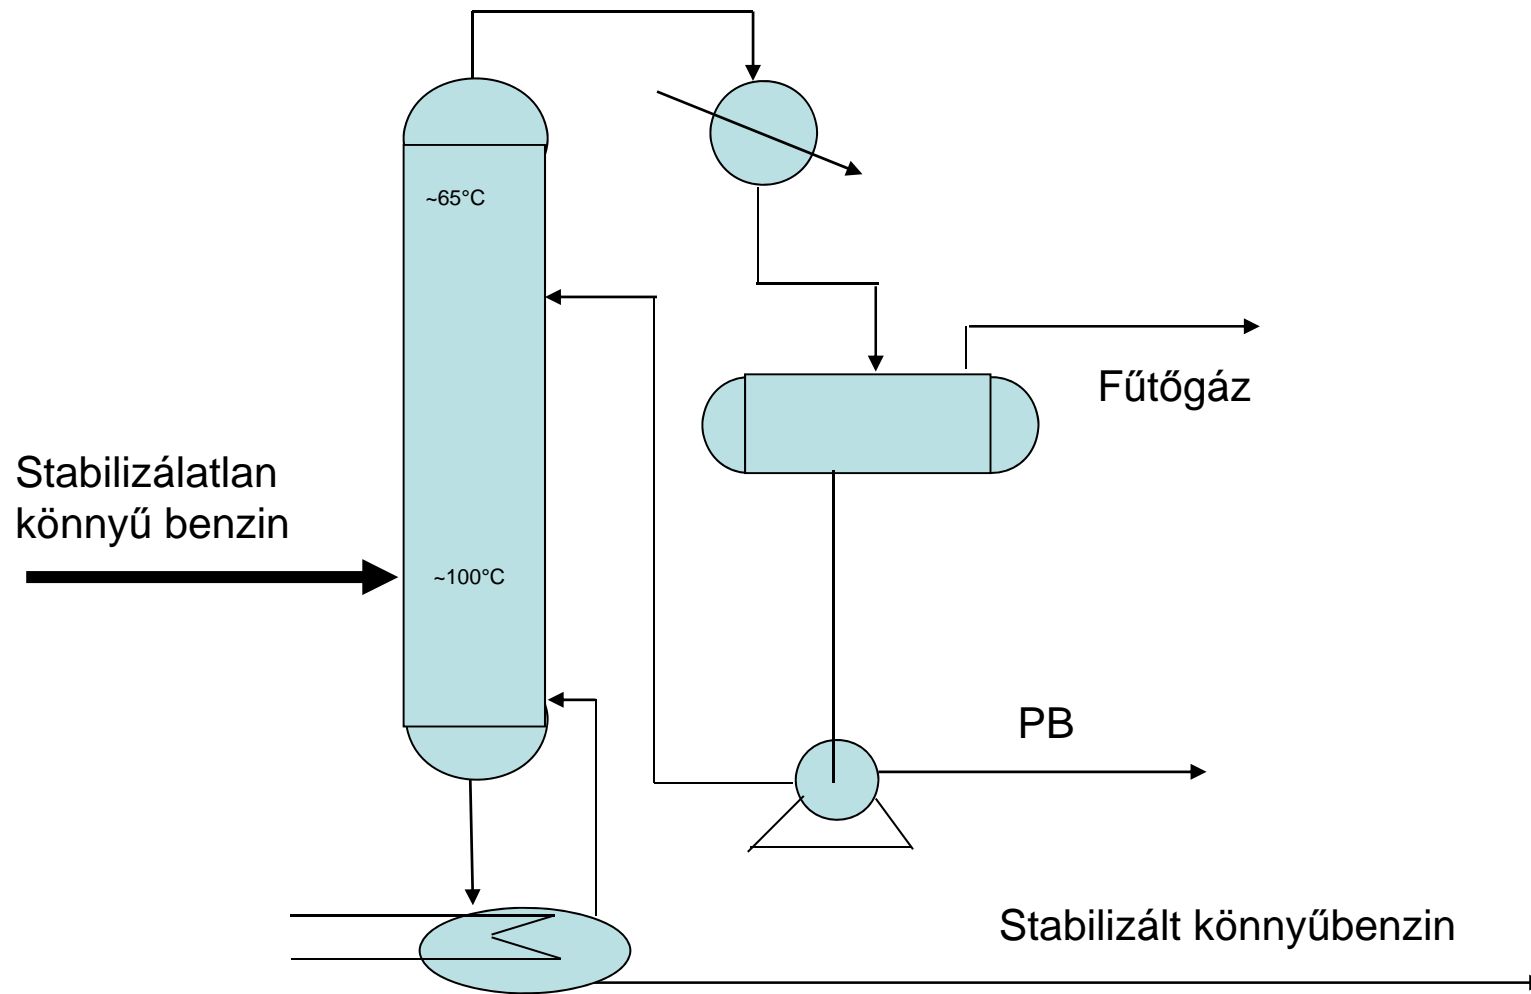 ~65°C
Fűtőgáz
Stabilizálatlan
könnyű benzin
~100°C
PB
Stabilizált könnyűbenzin